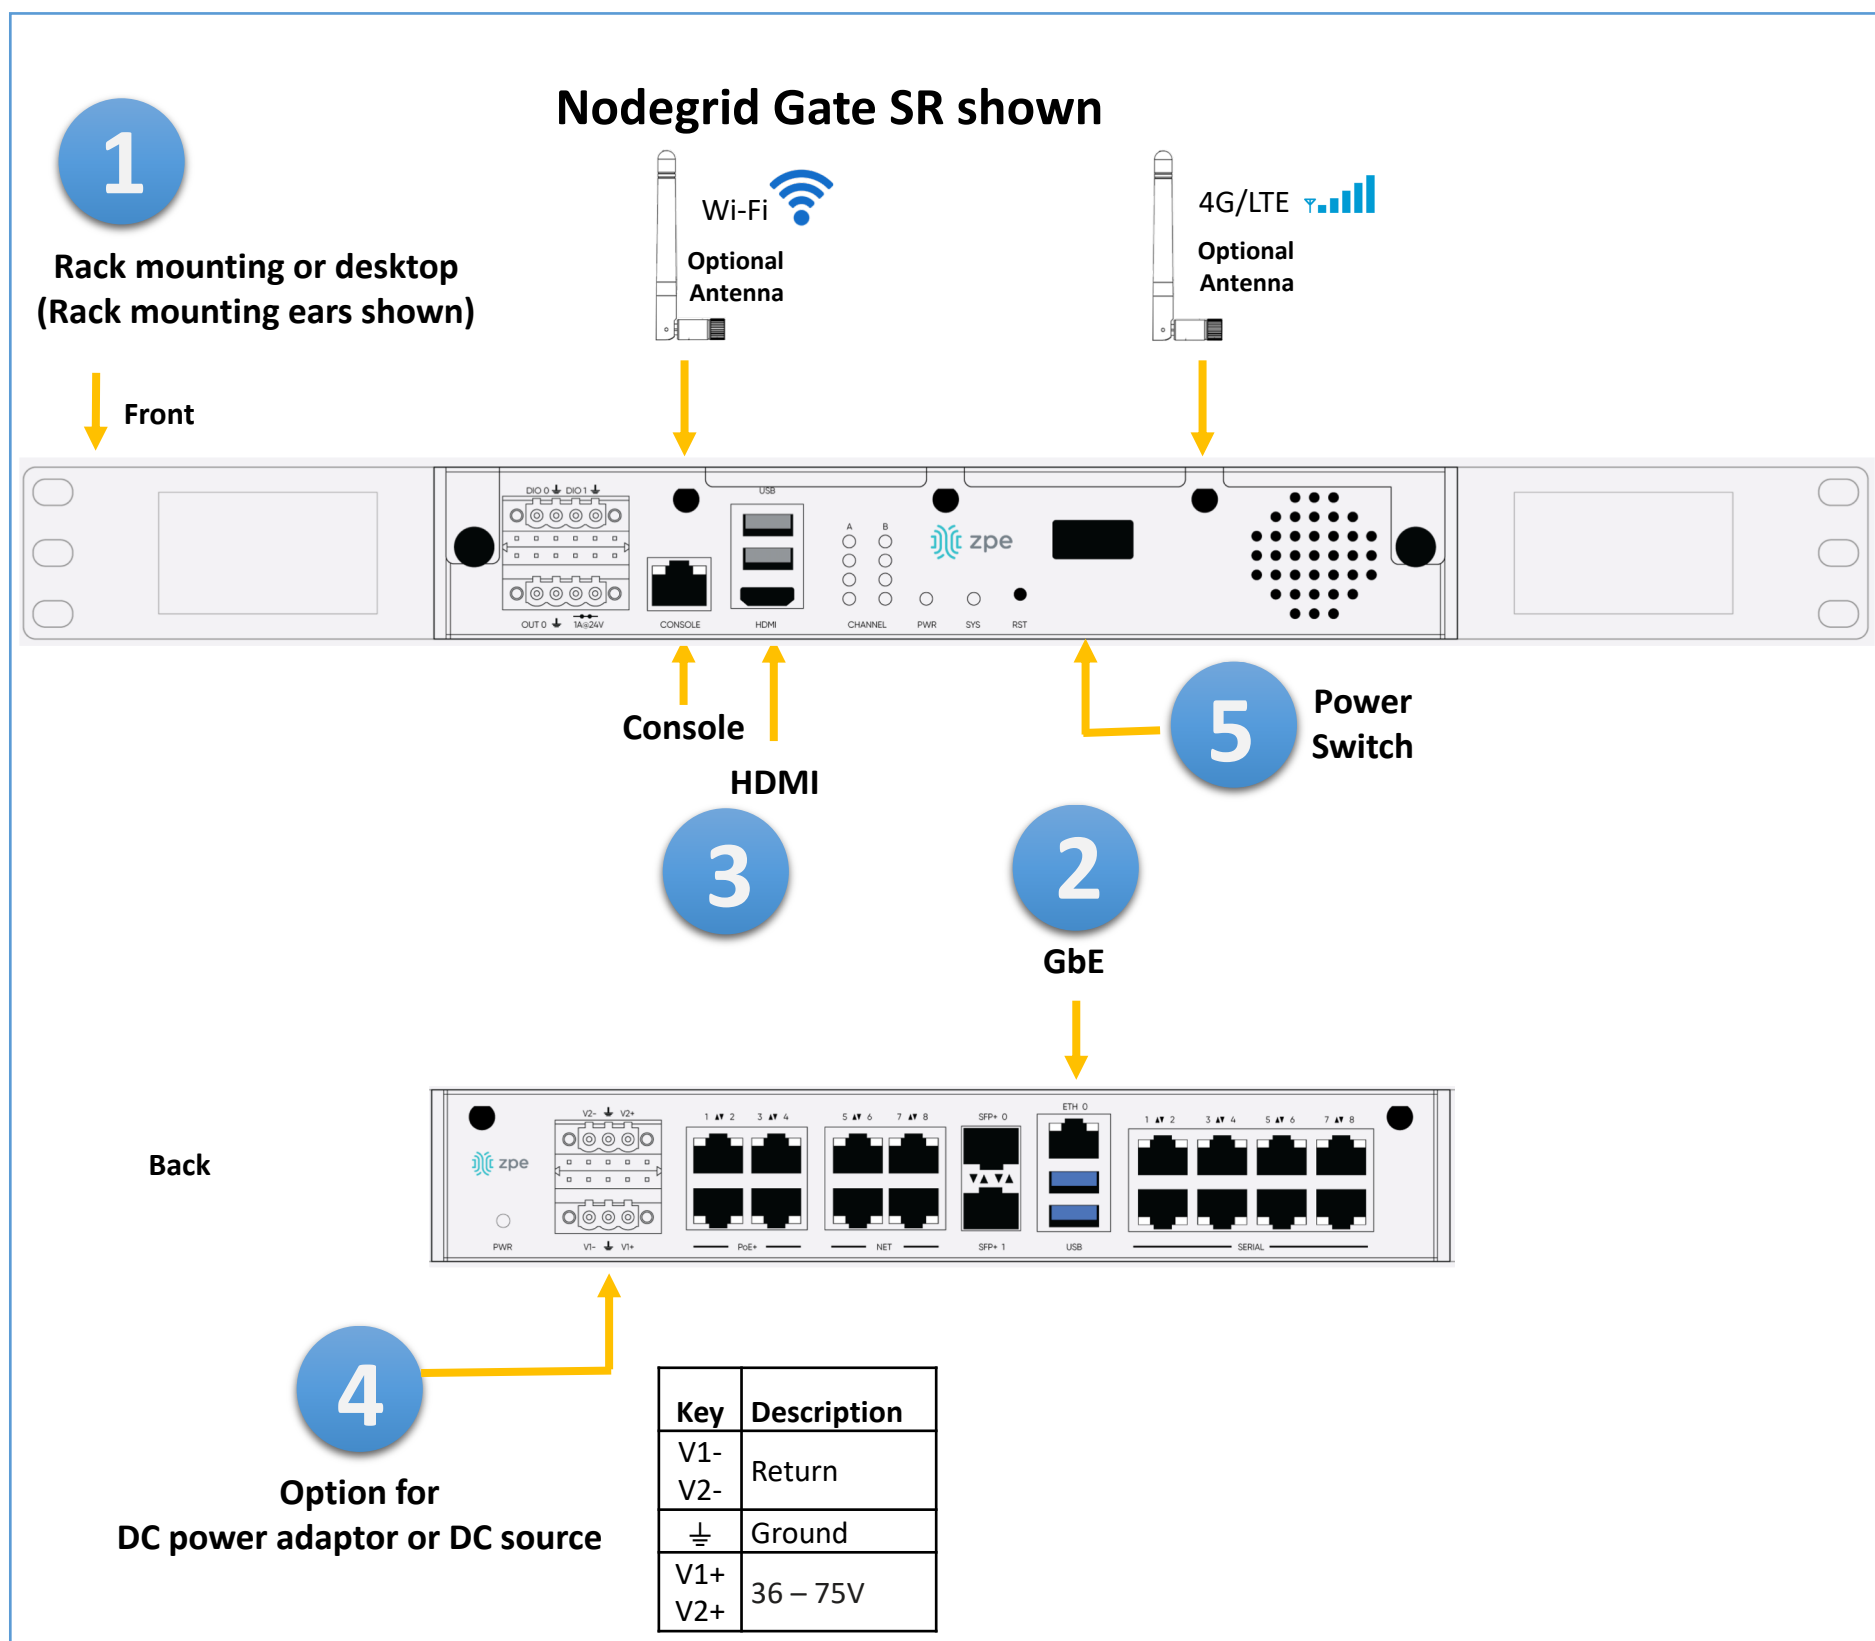 Nodegrid Gate SR shown
1
Rack mounting or desktop
(Rack mounting ears shown)
Wi-Fi
Optional
Antenna
4G/LTE
Optional
Antenna
Front
DIO 0 DIO 1
USB
A B
zpe
OUT 0 1A@24V
CONSOLE
HDMI
CHANNEL
PWR
SYS
RST
Console
HDMI
3
5
Power
Switch
2
GbE
Back
V2- V2+
1 ▲▼ 2 3 ▲▼ 4
5 ▲▼ 6 7 ▲▼ 8
SFP+ 0
ETH 0
1 ▲▼ 2 3 ▲▼ 4 5 ▲▼ 6 7 ▲▼ 8
zpe
PWR
V1- V1+
PoE+
NET
SFP+ 1
USB
SERIAL
4
Option for
DC power adaptor or DC source
Key Description
V1-
V2-
Return
Ground
V1+
V2+
36 – 75V